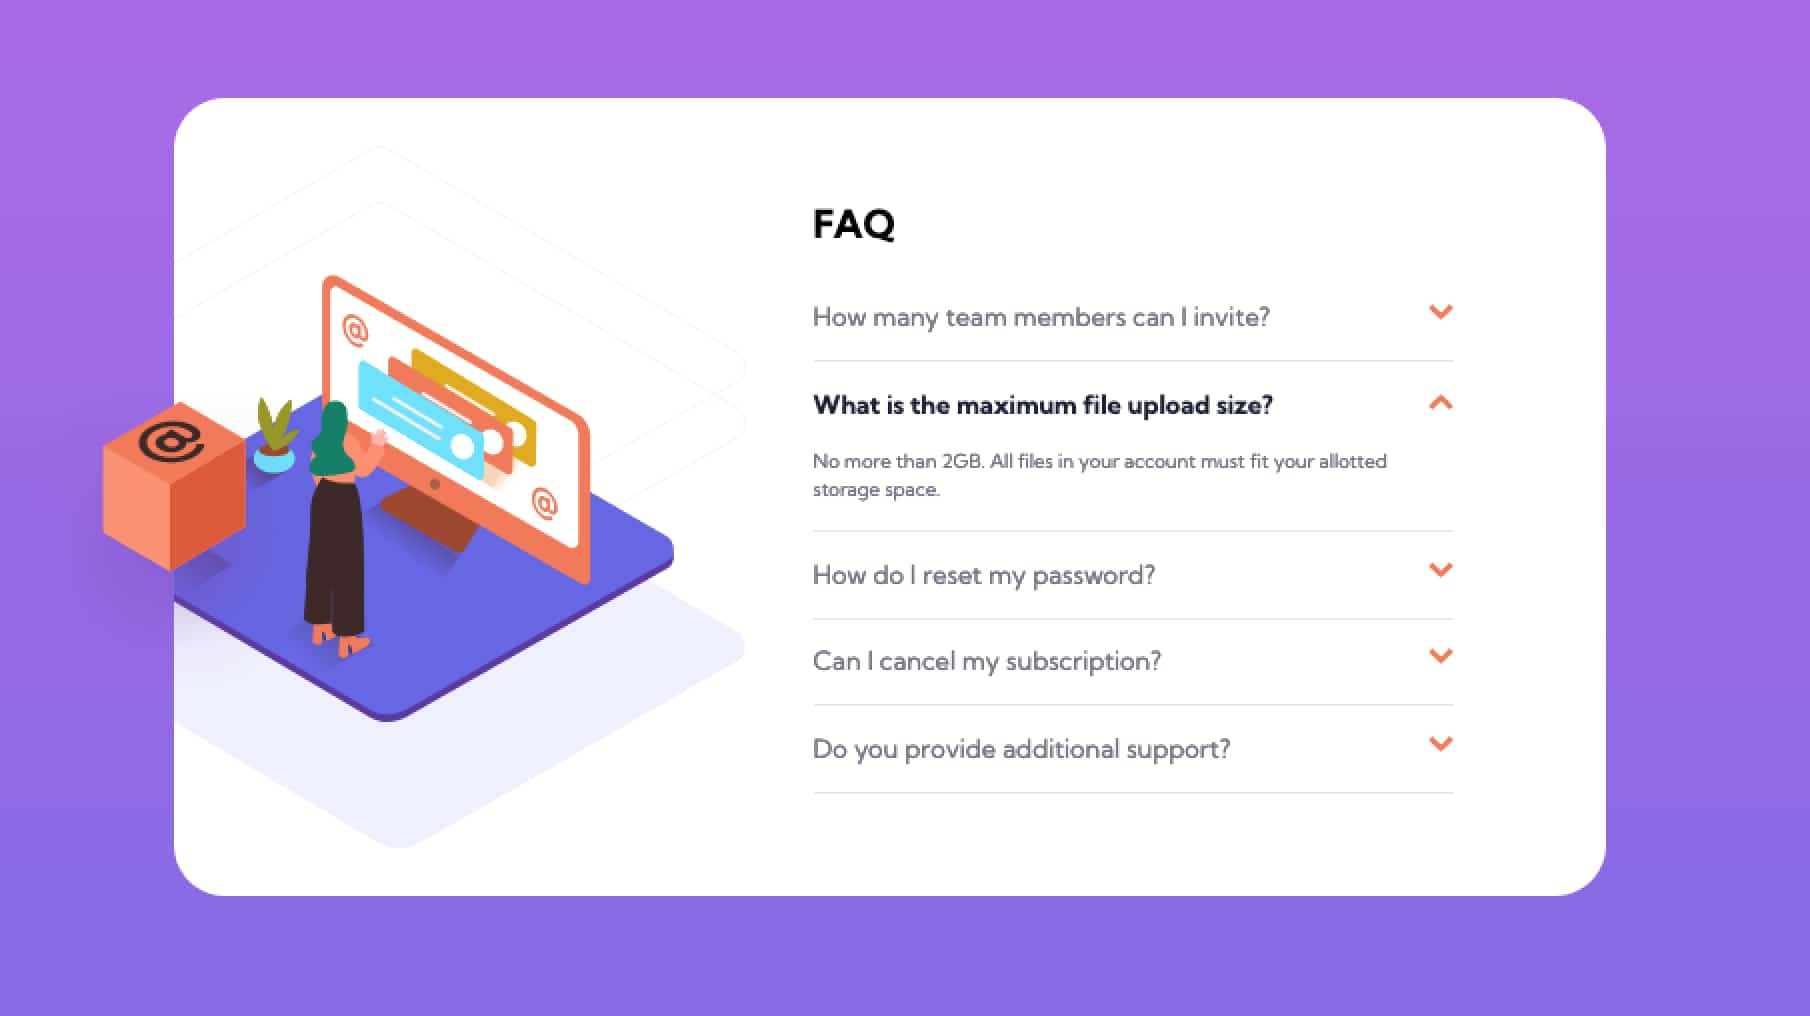 FAQ
How many team members can I invite?
What is the maximum file upload size?
No more than 2GB. All files in your account must fit your allotted
storage space.
How do I reset my password?
Can I cancel my subscription?
Do you provide additional support?
@
@
@